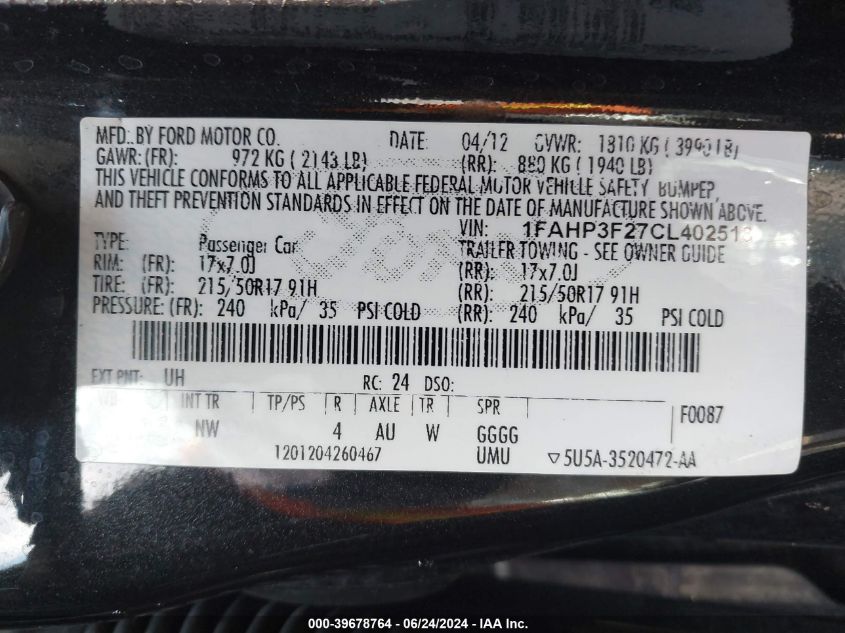 MFD. BY FORD MOTOR CO. DATE: 04/12 GVWR: 1810 KG ( 3990 LB)
GAWR: (FR): 972 KG ( 2143 LB) (RR): 880 KG ( 1940 LB)
THIS VEHICLE CONFORMS TO ALL APPLICABLE FEDERAL MOTOR VEHICLE SAFETY, BUMPER,
AND THEFT PREVENTION STANDARDS IN EFFECT ON THE DATE OF MANUFACTURE SHOWN ABOVE.
VIN: 1FAHP3F27CL402513
TYPE: Passenger Car TRAILER TOWING - SEE OWNER GUIDE
RIM: (FR): 17x7.0J (RR): 17x7.0J
TIRE: (FR): 215/50R17 91H (RR): 215/50R17 91H
PRESSURE: (FR): 240 kPa/ 35 PSI COLD (RR): 240 kPa/ 35 PSI COLD
EXT PNT: UH RC: 24 DSO:
WB INT TR TP/PS R AXLE TR SPR F0087
NW 4 AU W GGGG
1201204260467 UMU ▽5U5A-3520472-AA
000-39678764 - 06/24/2024 - IAA Inc.